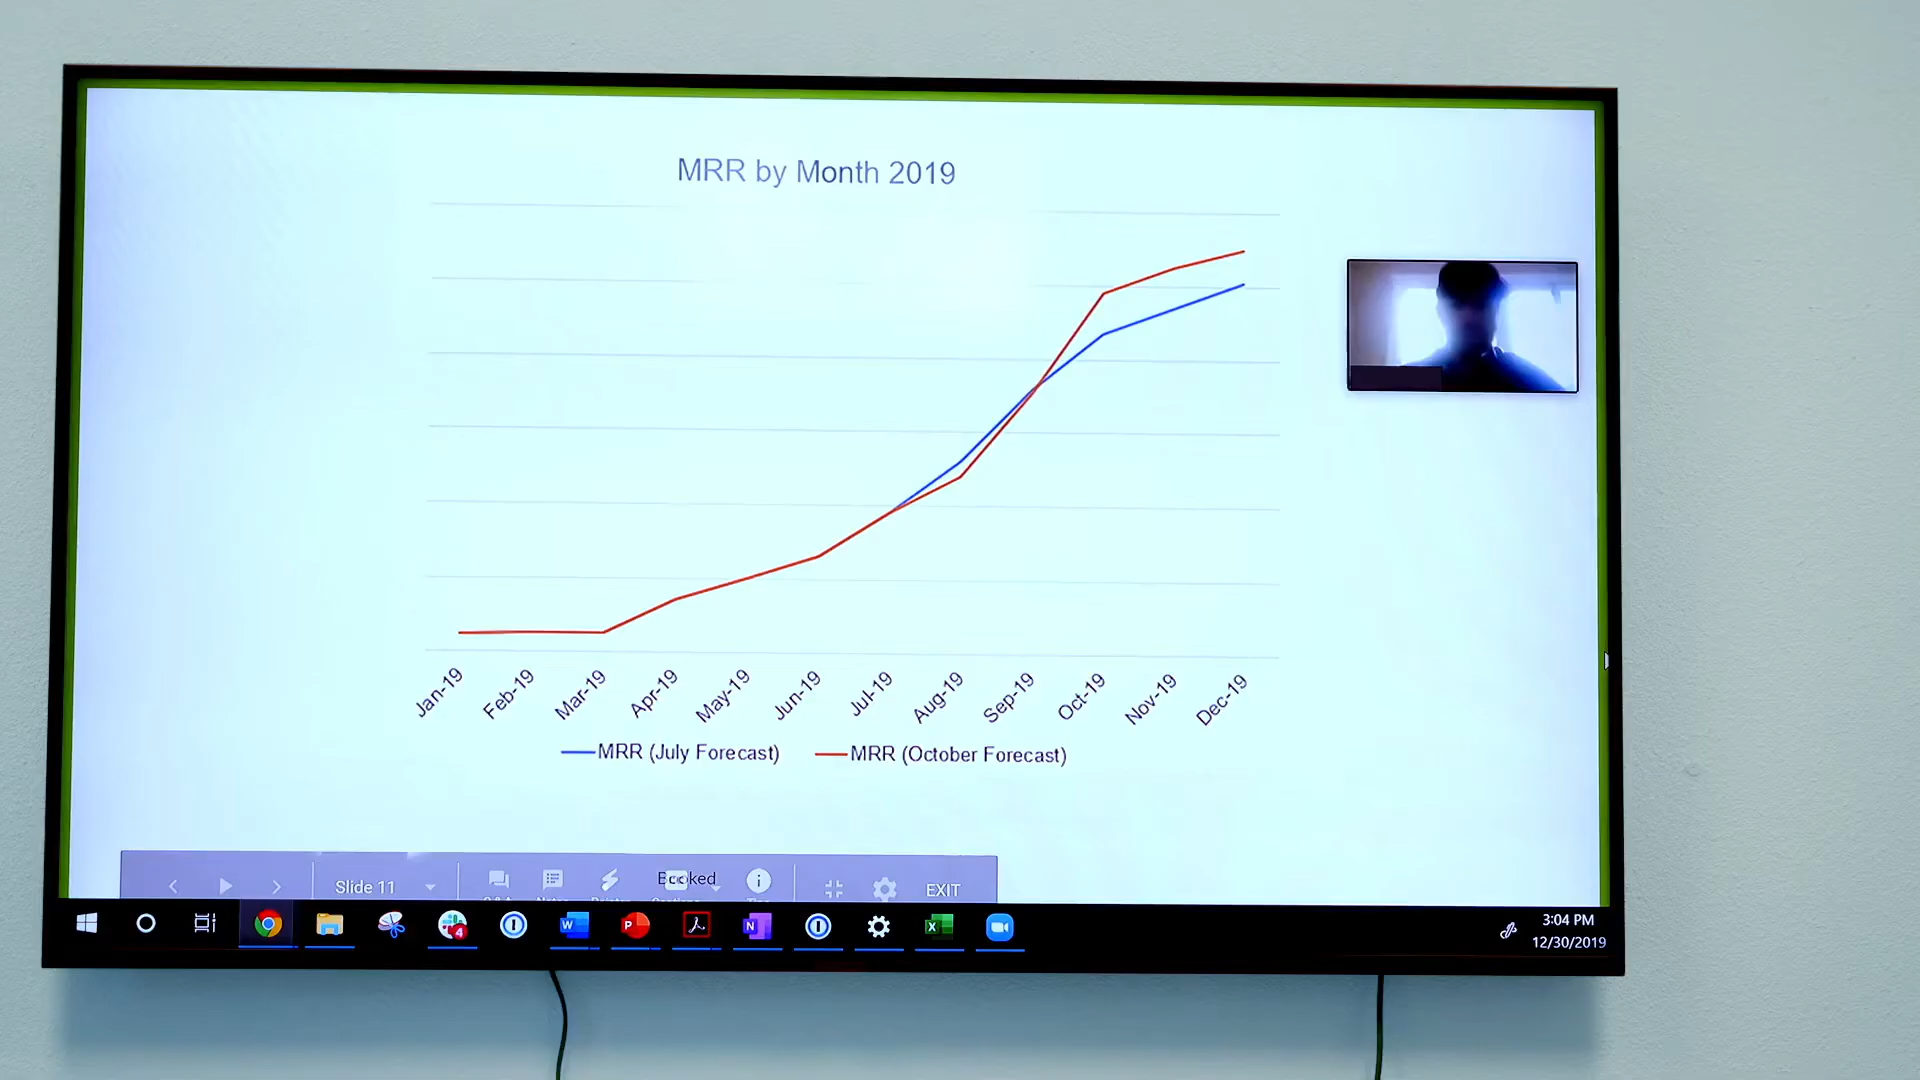 MRR by Month 2019
Jan-19
Feb-19
Mar-19
Apr-19
May-19
Jun-19
Jul-19
Aug-19
Sep-19
Oct-19
Nov-19
Dec-19
MRR (July Forecast)
MRR (October Forecast)
Slide 11
Booked
EXIT
4
W
P
N
X
3:04 PM
12/30/2019